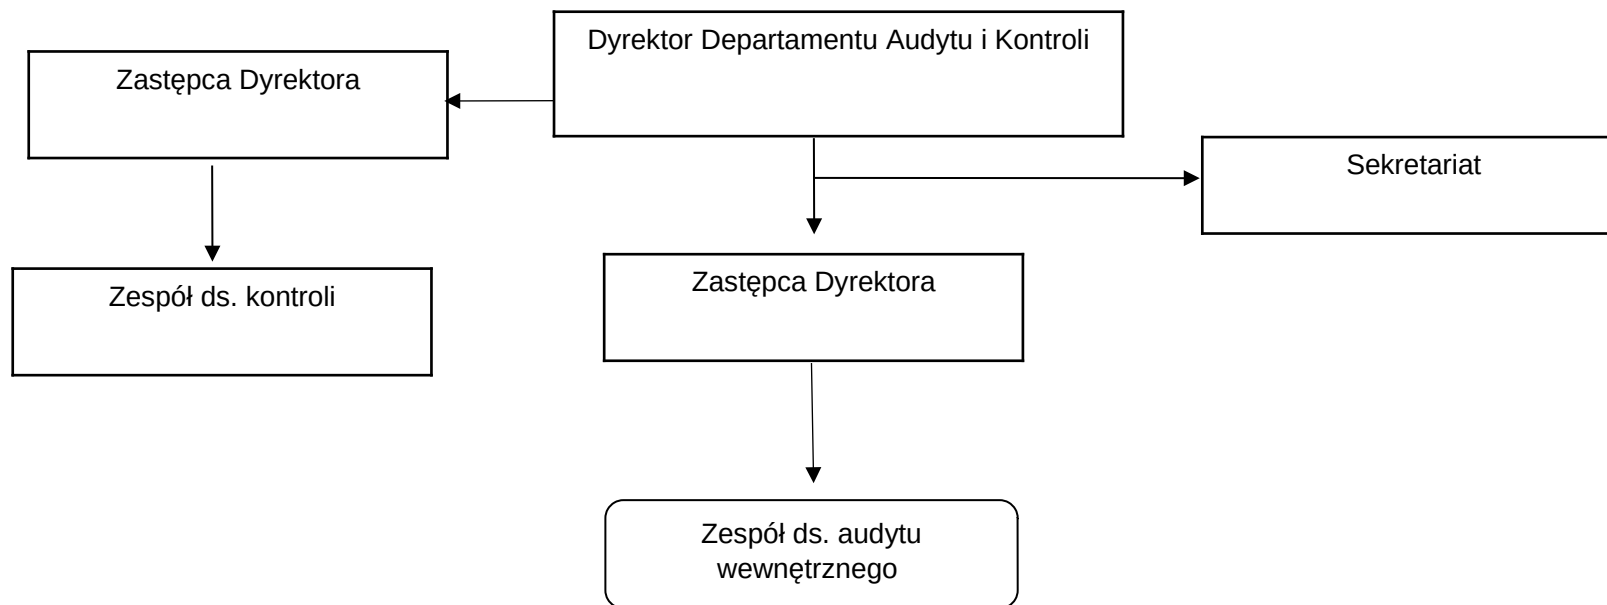 Dyrektor Departamentu Audytu i Kontroli
Zastępca Dyrektora
Sekretariat
Zespół ds. kontroli
Zastępca Dyrektora
Zespół ds. audytu
wewnętrznego